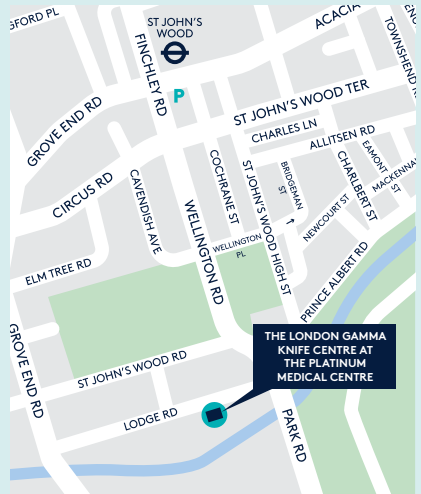 GFORD PL
ST JOHN'S
WOOD
ACACIA
FINCHLEY RD
TOWNSHEND R
P
GROVE END RD
ST JOHN'S WOOD TER
CHARLES LN
ALLITSEN RD
CIRCUS RD
CAVENDISH AVE
COCHRANE ST
ST JOHN'S WOOD HIGH ST
BRIDGEMAN
ST
CHARLBERT ST
EAMONT
ST
MACKENNA
NEWCOURT ST
WELLINGTON RD
WELLINGTON
PL
ELM TREE RD
PRINCE ALBERT RD
GROVE END RD
THE LONDON GAMMA
KNIFE CENTRE AT
THE PLATINUM
MEDICAL CENTRE
ST JOHN'S WOOD RD
LODGE RD
PARK RD